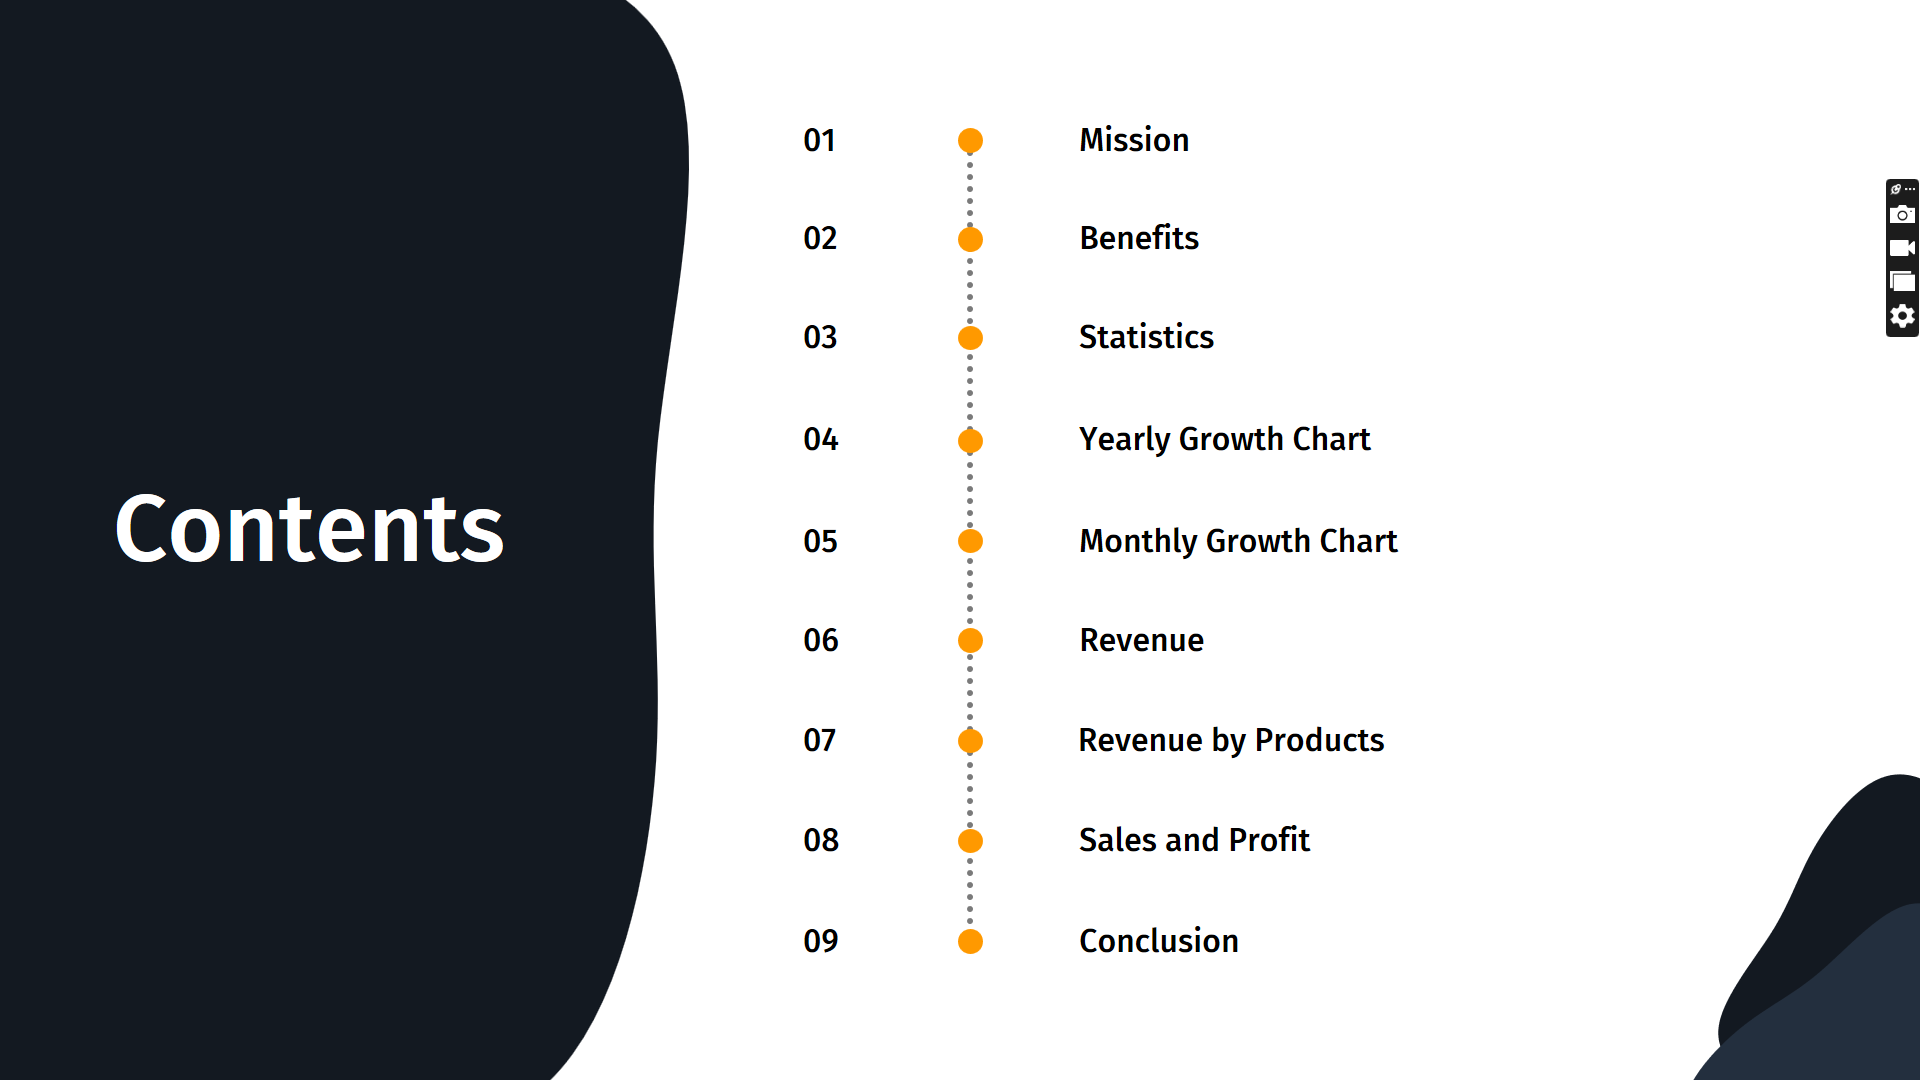 Contents
01 Mission
02 Benefits
03 Statistics
04 Yearly Growth Chart
05 Monthly Growth Chart
06 Revenue
07 Revenue by Products
08 Sales and Profit
09 Conclusion